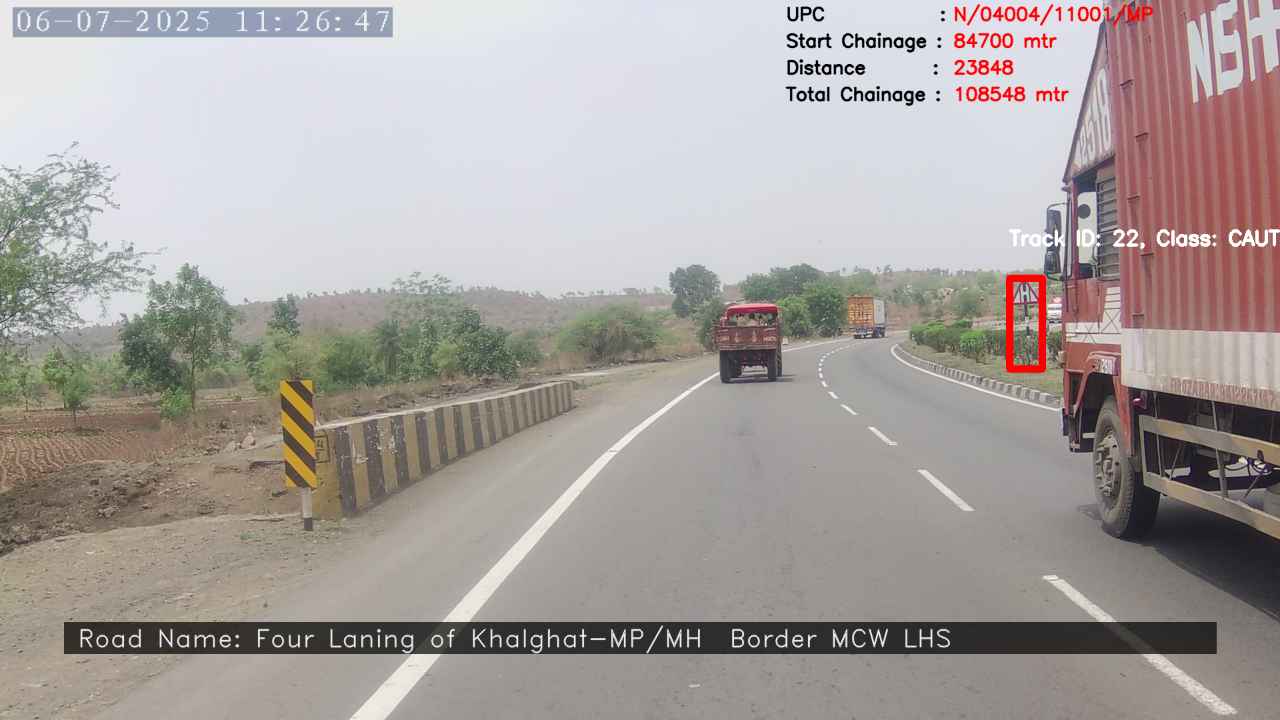 06-07-2025 11:26:47
UPC : N/04004/11001/MP
Start Chainage : 84700 mtr
Distance : 23848
Total Chainage : 108548 mtr
Track ID: 22, Class: CAUT
Road Name: Four Laning of Khalghat-MP/MH Border MCW LHS